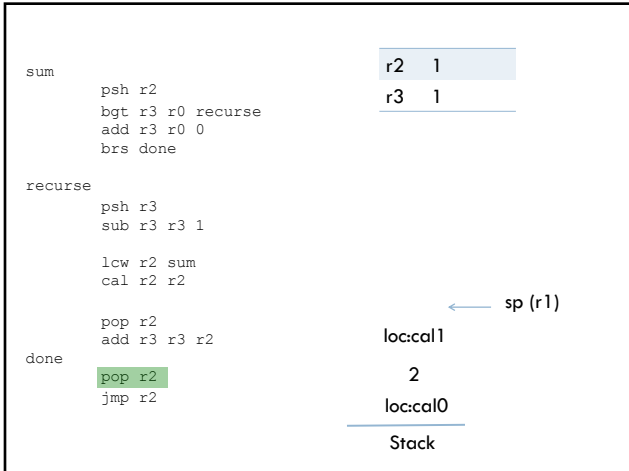 sum
psh r2
bgt r3 r0 recurse
add r3 r0 0
brs done
recurse
psh r3
sub r3 r3 1
lcw r2 sum
cal r2 r2
pop r2
add r3 r3 r2
done
pop r2
jmp r2
r2 1
r3 1
sp (r1)
loc:cal1
2
loc:cal0
Stack